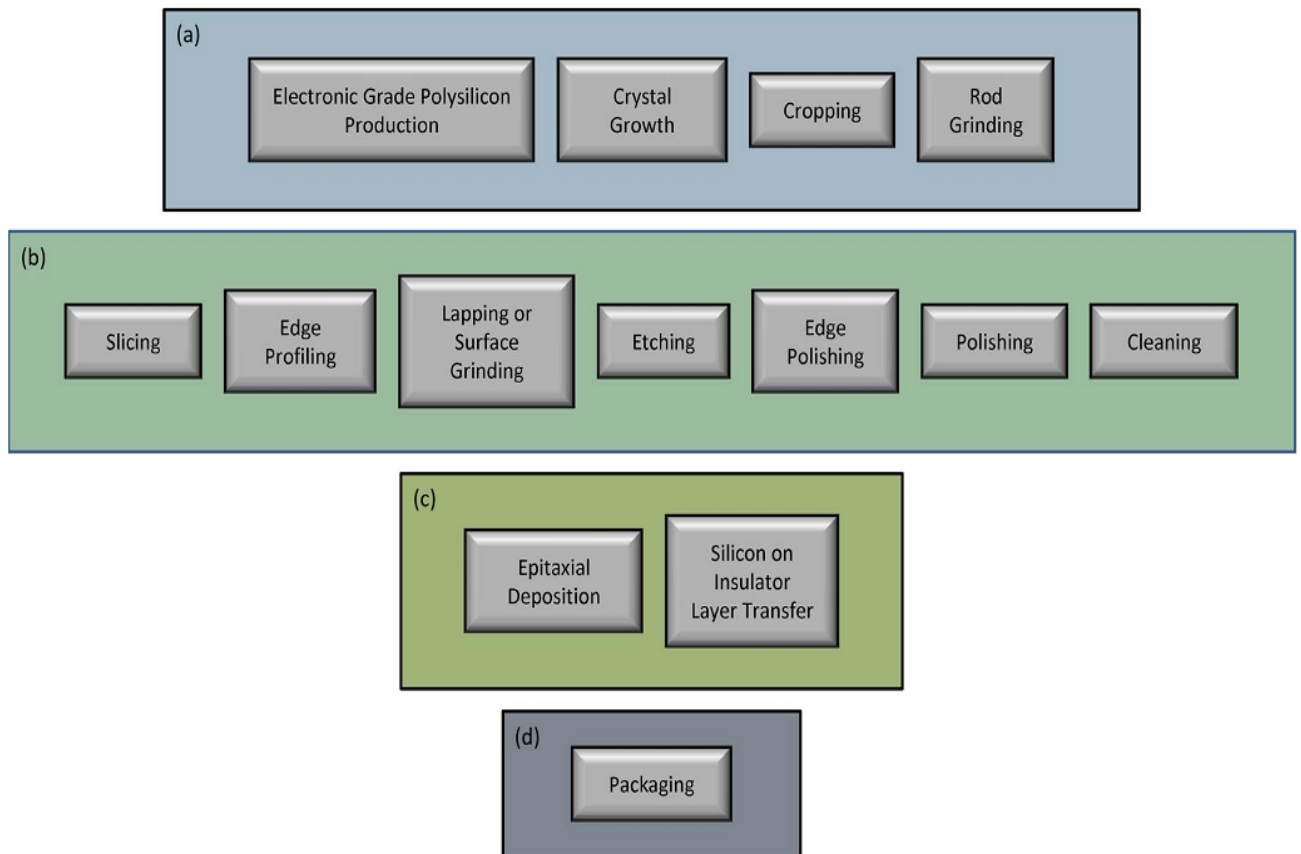 (a)
Electronic Grade Polysilicon
Production
Crystal
Growth
Cropping
Rod
Grinding
(b)
Slicing
Edge
Profiling
Lapping or
Surface
Grinding
Etching
Edge
Polishing
Polishing
Cleaning
(c)
Epitaxial
Deposition
Silicon on
Insulator
Layer Transfer
(d)
Packaging